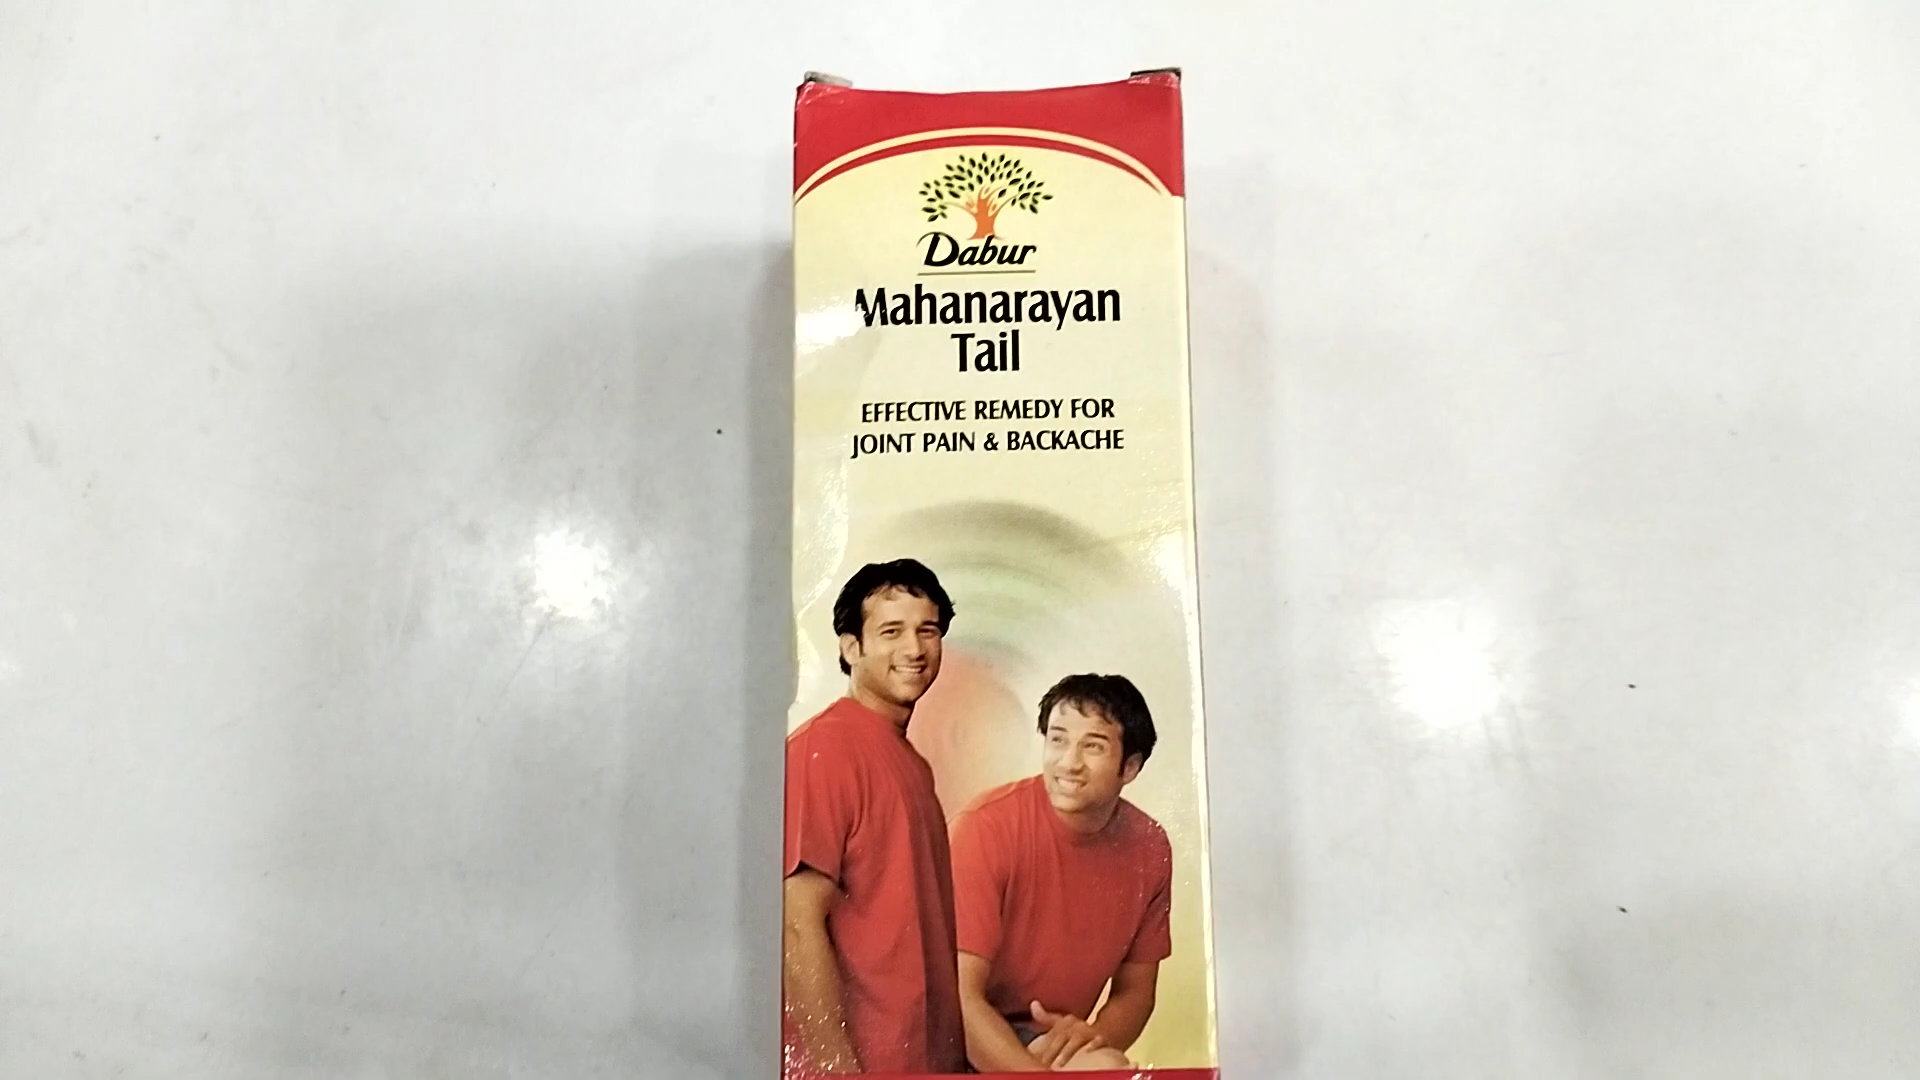 Dabur
Mahanarayan
Tail
EFFECTIVE REMEDY FOR
JOINT PAIN & BACKACHE